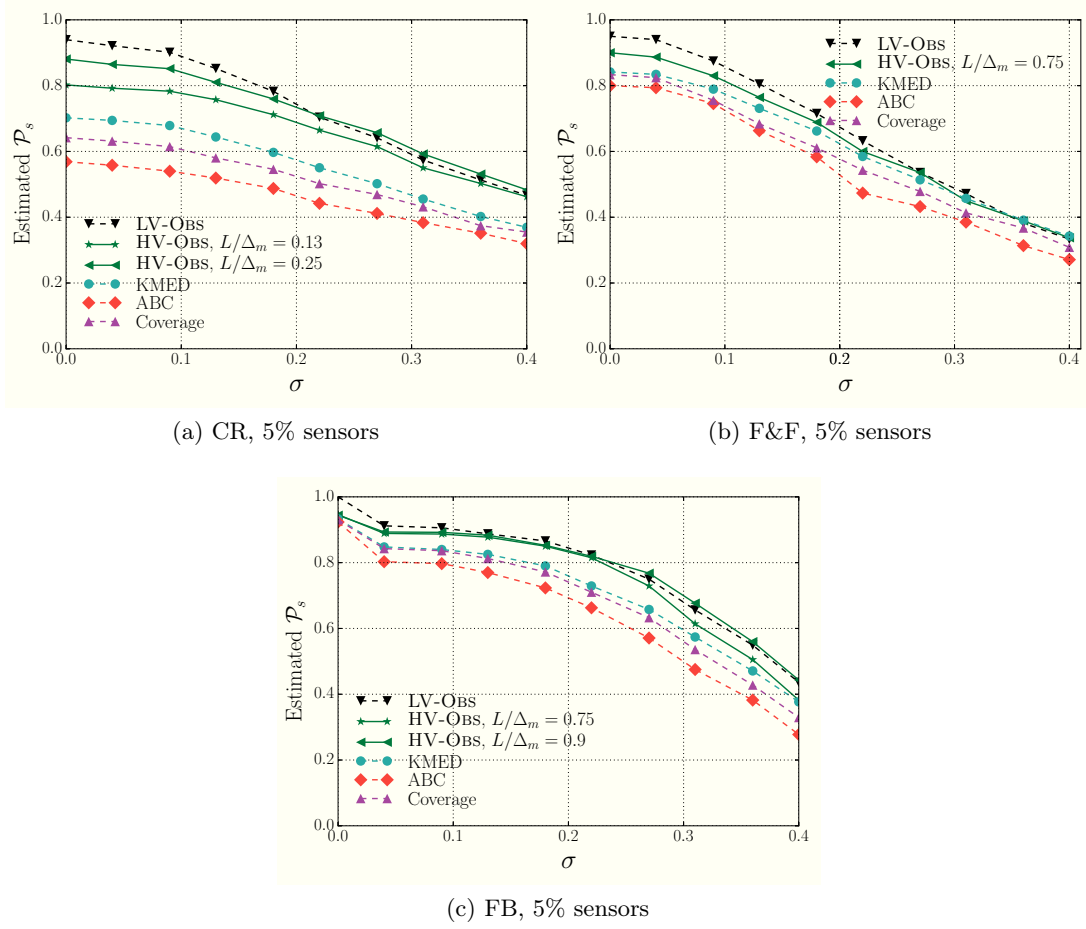 1.0
0.8
0.6
0.4
0.2
0.0
Estimated 𝒫ₛ
LV-Obs
HV-Obs, L/Δₘ = 0.13
HV-Obs, L/Δₘ = 0.25
KMED
ABC
Coverage
0.0 0.1 0.2 0.3 0.4
σ
(a) CR, 5% sensors
1.0
0.8
0.6
0.4
0.2
0.0
Estimated 𝒫ₛ
LV-Obs
HV-Obs, L/Δₘ = 0.75
KMED
ABC
Coverage
0.0 0.1 0.2 0.3 0.4
σ
(b) F&F, 5% sensors
1.0
0.8
0.6
0.4
0.2
0.0
Estimated 𝒫ₛ
LV-Obs
HV-Obs, L/Δₘ = 0.75
HV-Obs, L/Δₘ = 0.9
KMED
ABC
Coverage
0.0 0.1 0.2 0.3 0.4
σ
(c) FB, 5% sensors